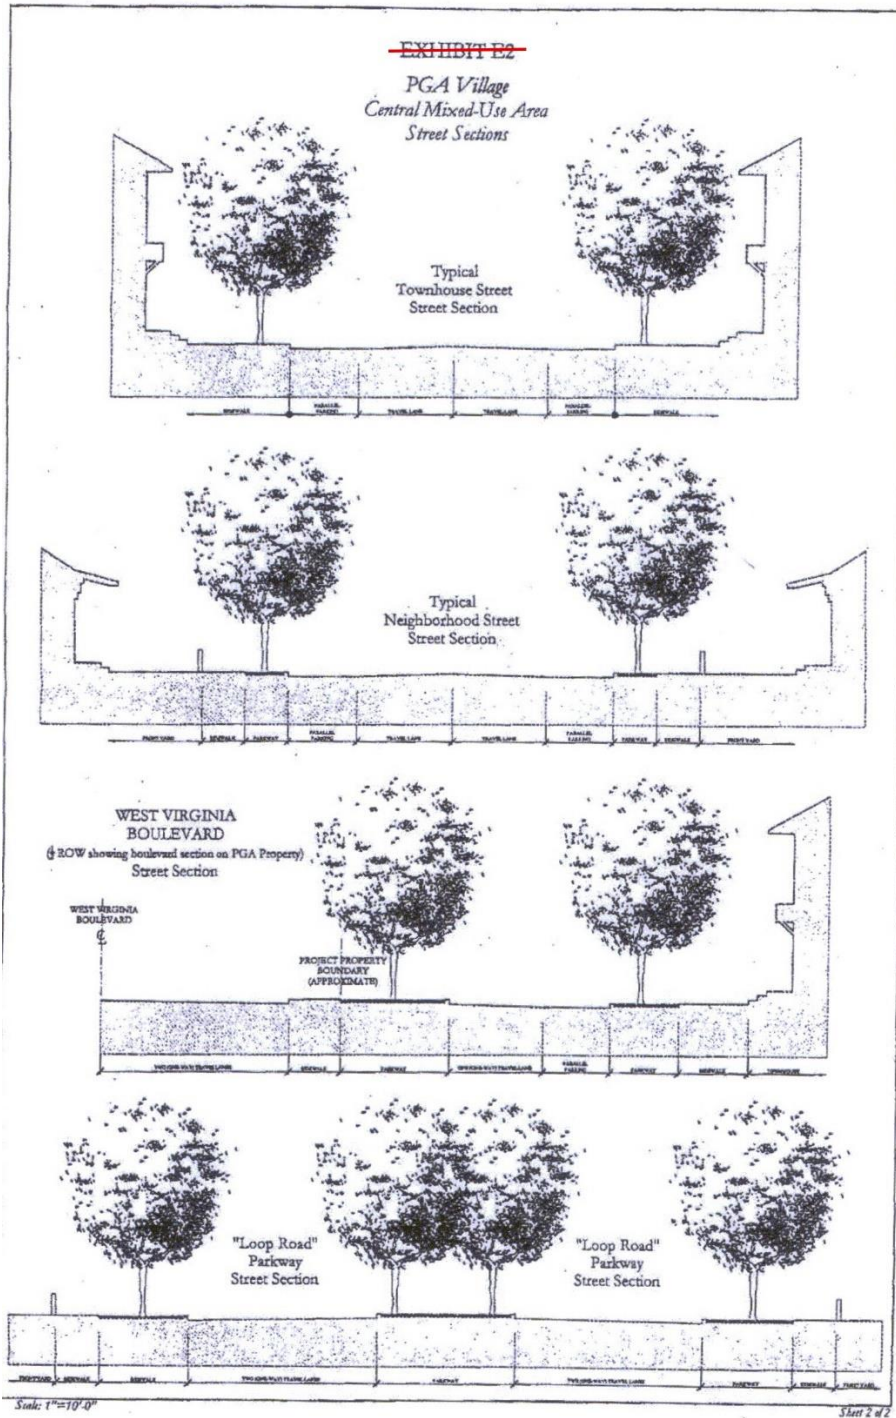 EXHIBIT E2
PGA Village
Central Mixed-Use Area
Street Sections
Typical
Townhouse Street
Street Section
SIDEWALK PARALLEL PARKING TRAVEL LANE TRAVEL LANE PARALLEL PARKING SIDEWALK
Typical
Neighborhood Street
Street Section
FRONT YARD SIDEWALK PARKWAY PARALLEL PARKING TRAVEL LANE TRAVEL LANE PARALLEL PARKING PARKWAY SIDEWALK FRONT YARD
WEST VIRGINIA
BOULEVARD
(½ ROW showing boulevard section on PGA Property)
Street Section
WEST VIRGINIA
BOULEVARD
PROJECT PROPERTY
BOUNDARY
(APPROXIMATE)
SIDEWALK PARKWAY PARALLEL PARKING PARKWAY SIDEWALK TOWNHOUSE
"Loop Road"
Parkway
Street Section
"Loop Road"
Parkway
Street Section
FRONT YARD SIDEWALK SIDEWALK PARKWAY PARKWAY SIDEWALK FRONT YARD
Scale: 1"=10'-0"
Sheet 2 of 2